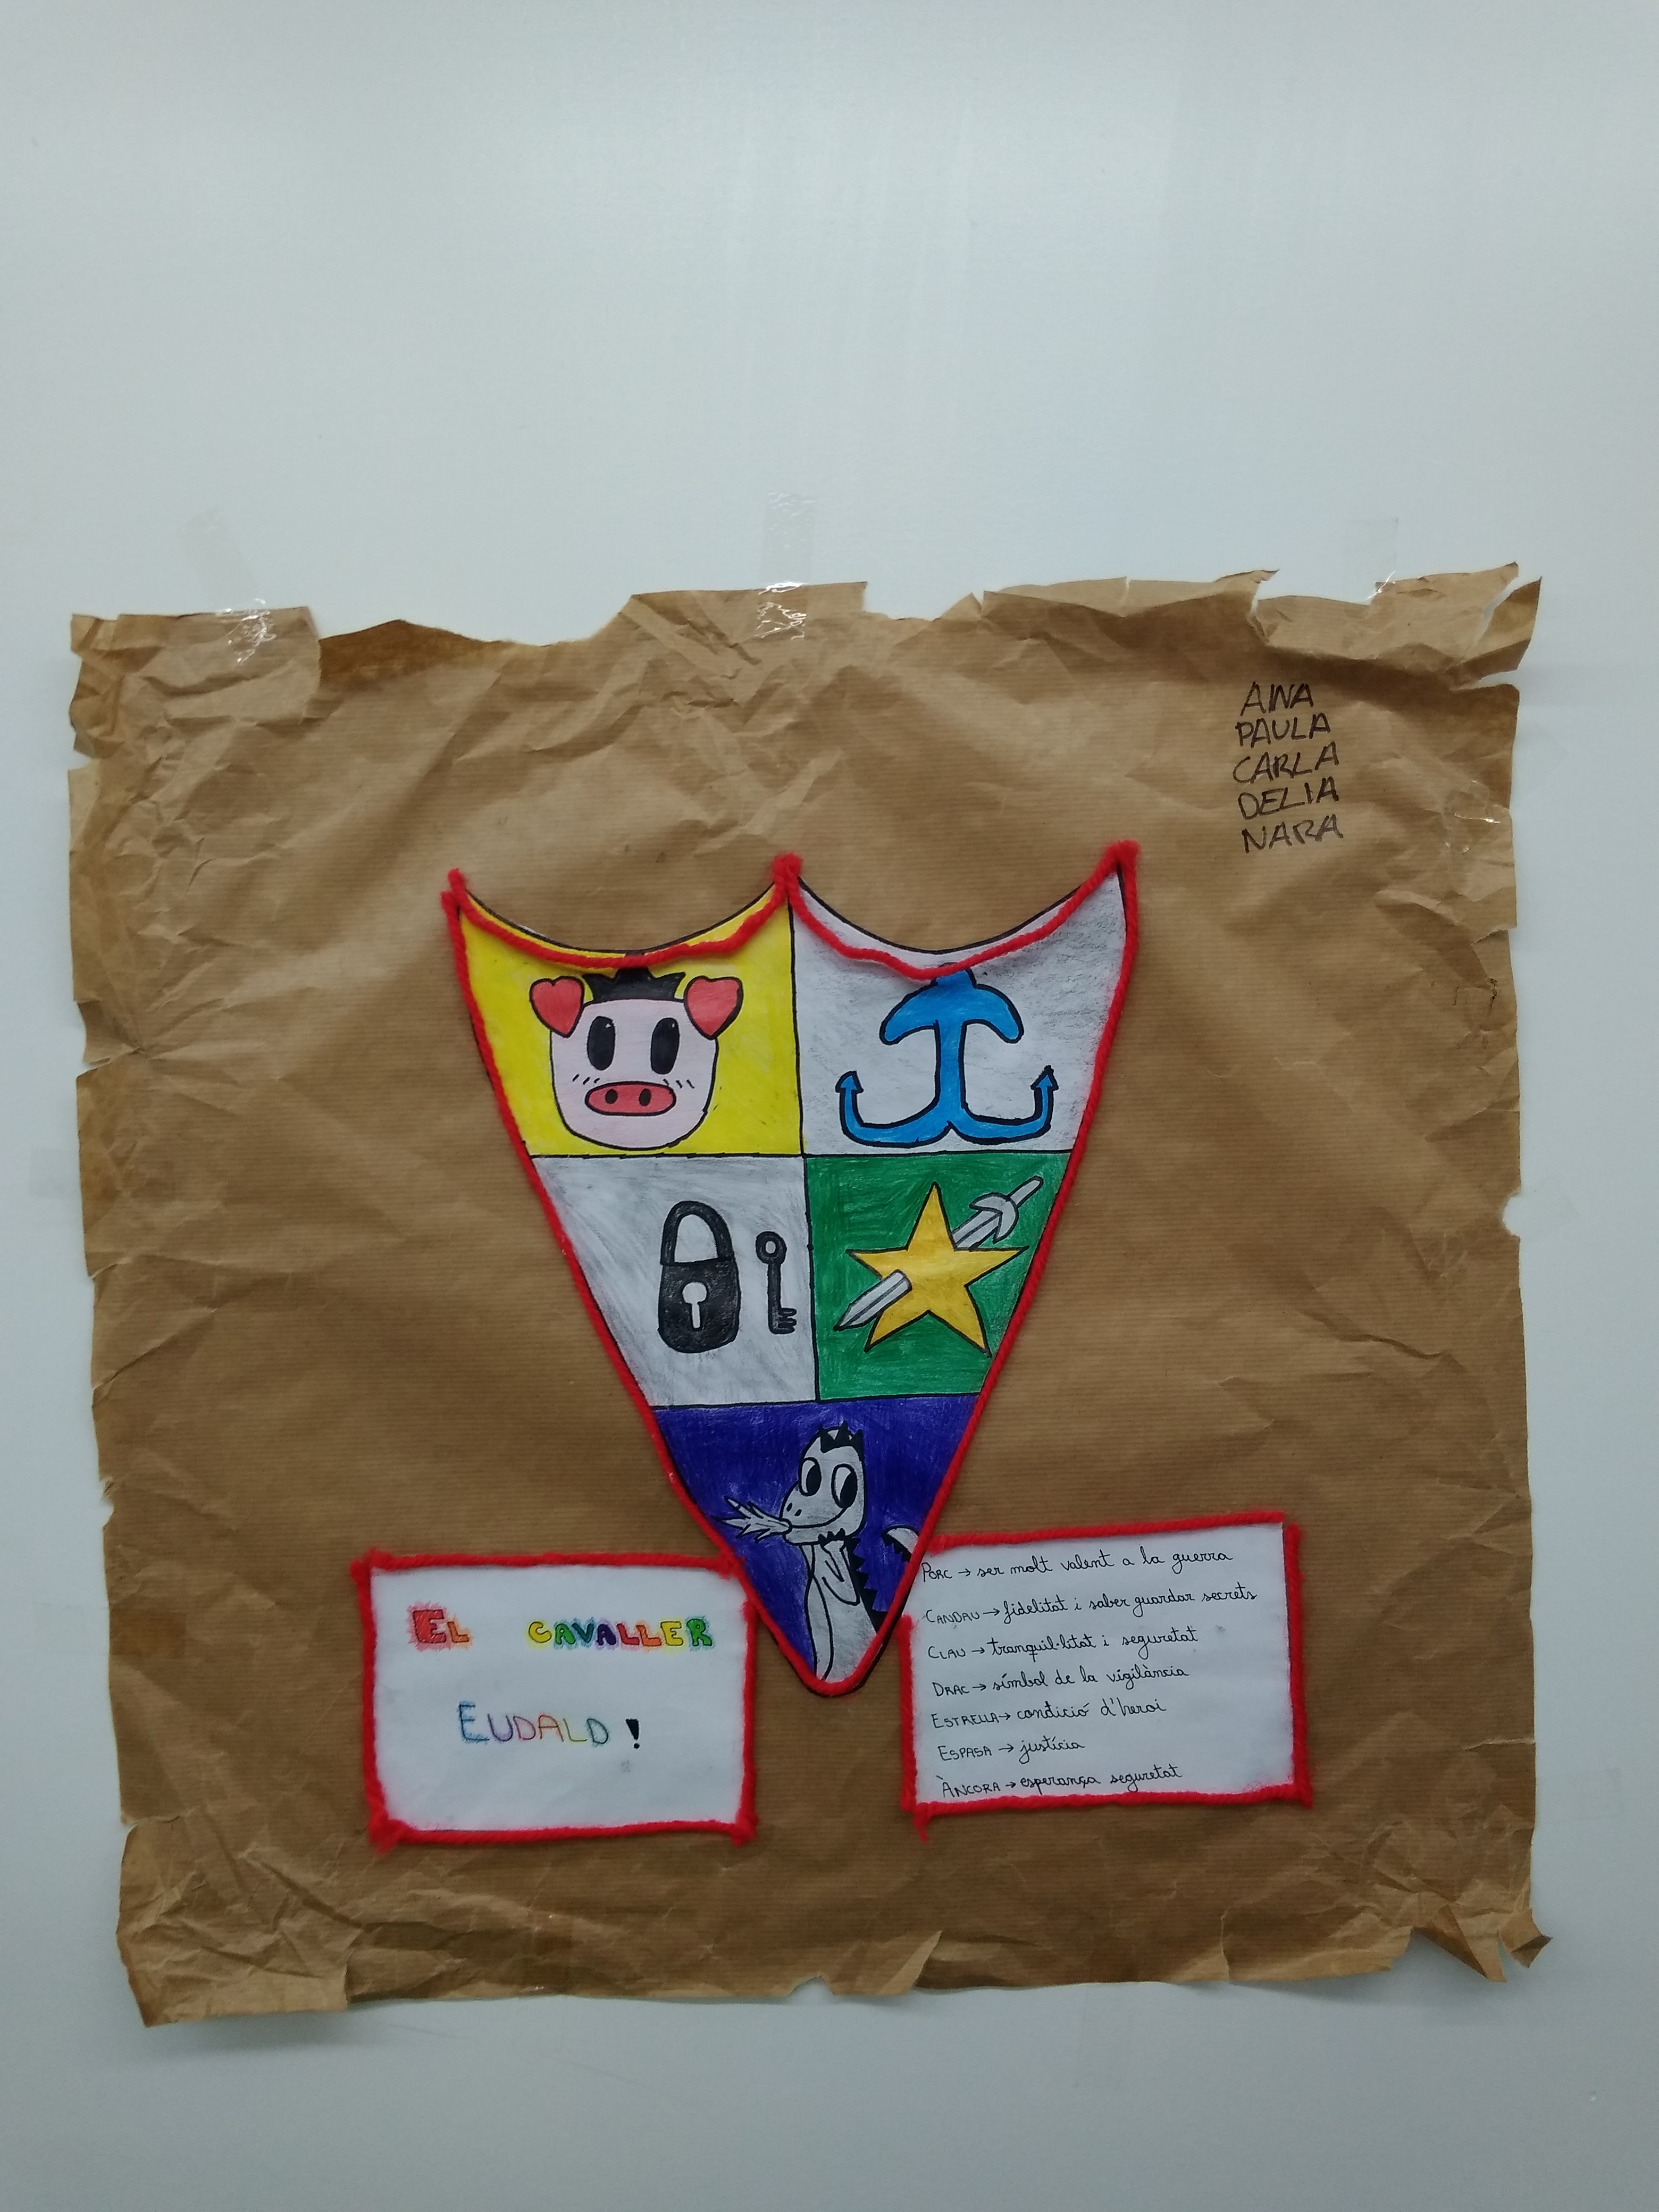 AINA
PAULA
CARLA
DELIA
NARA
EL CAVALLER
EUDALD!
PORC → ser molt valent a la guerra
CANDAU → fidelitat i saber guardar secrets
CLAU → tranquil·litat i seguretat
DRAC → símbol de la vigilància
ESTRELLA → condició d'heroi
ESPASA → justícia
ÀNCORA → esperança seguretat